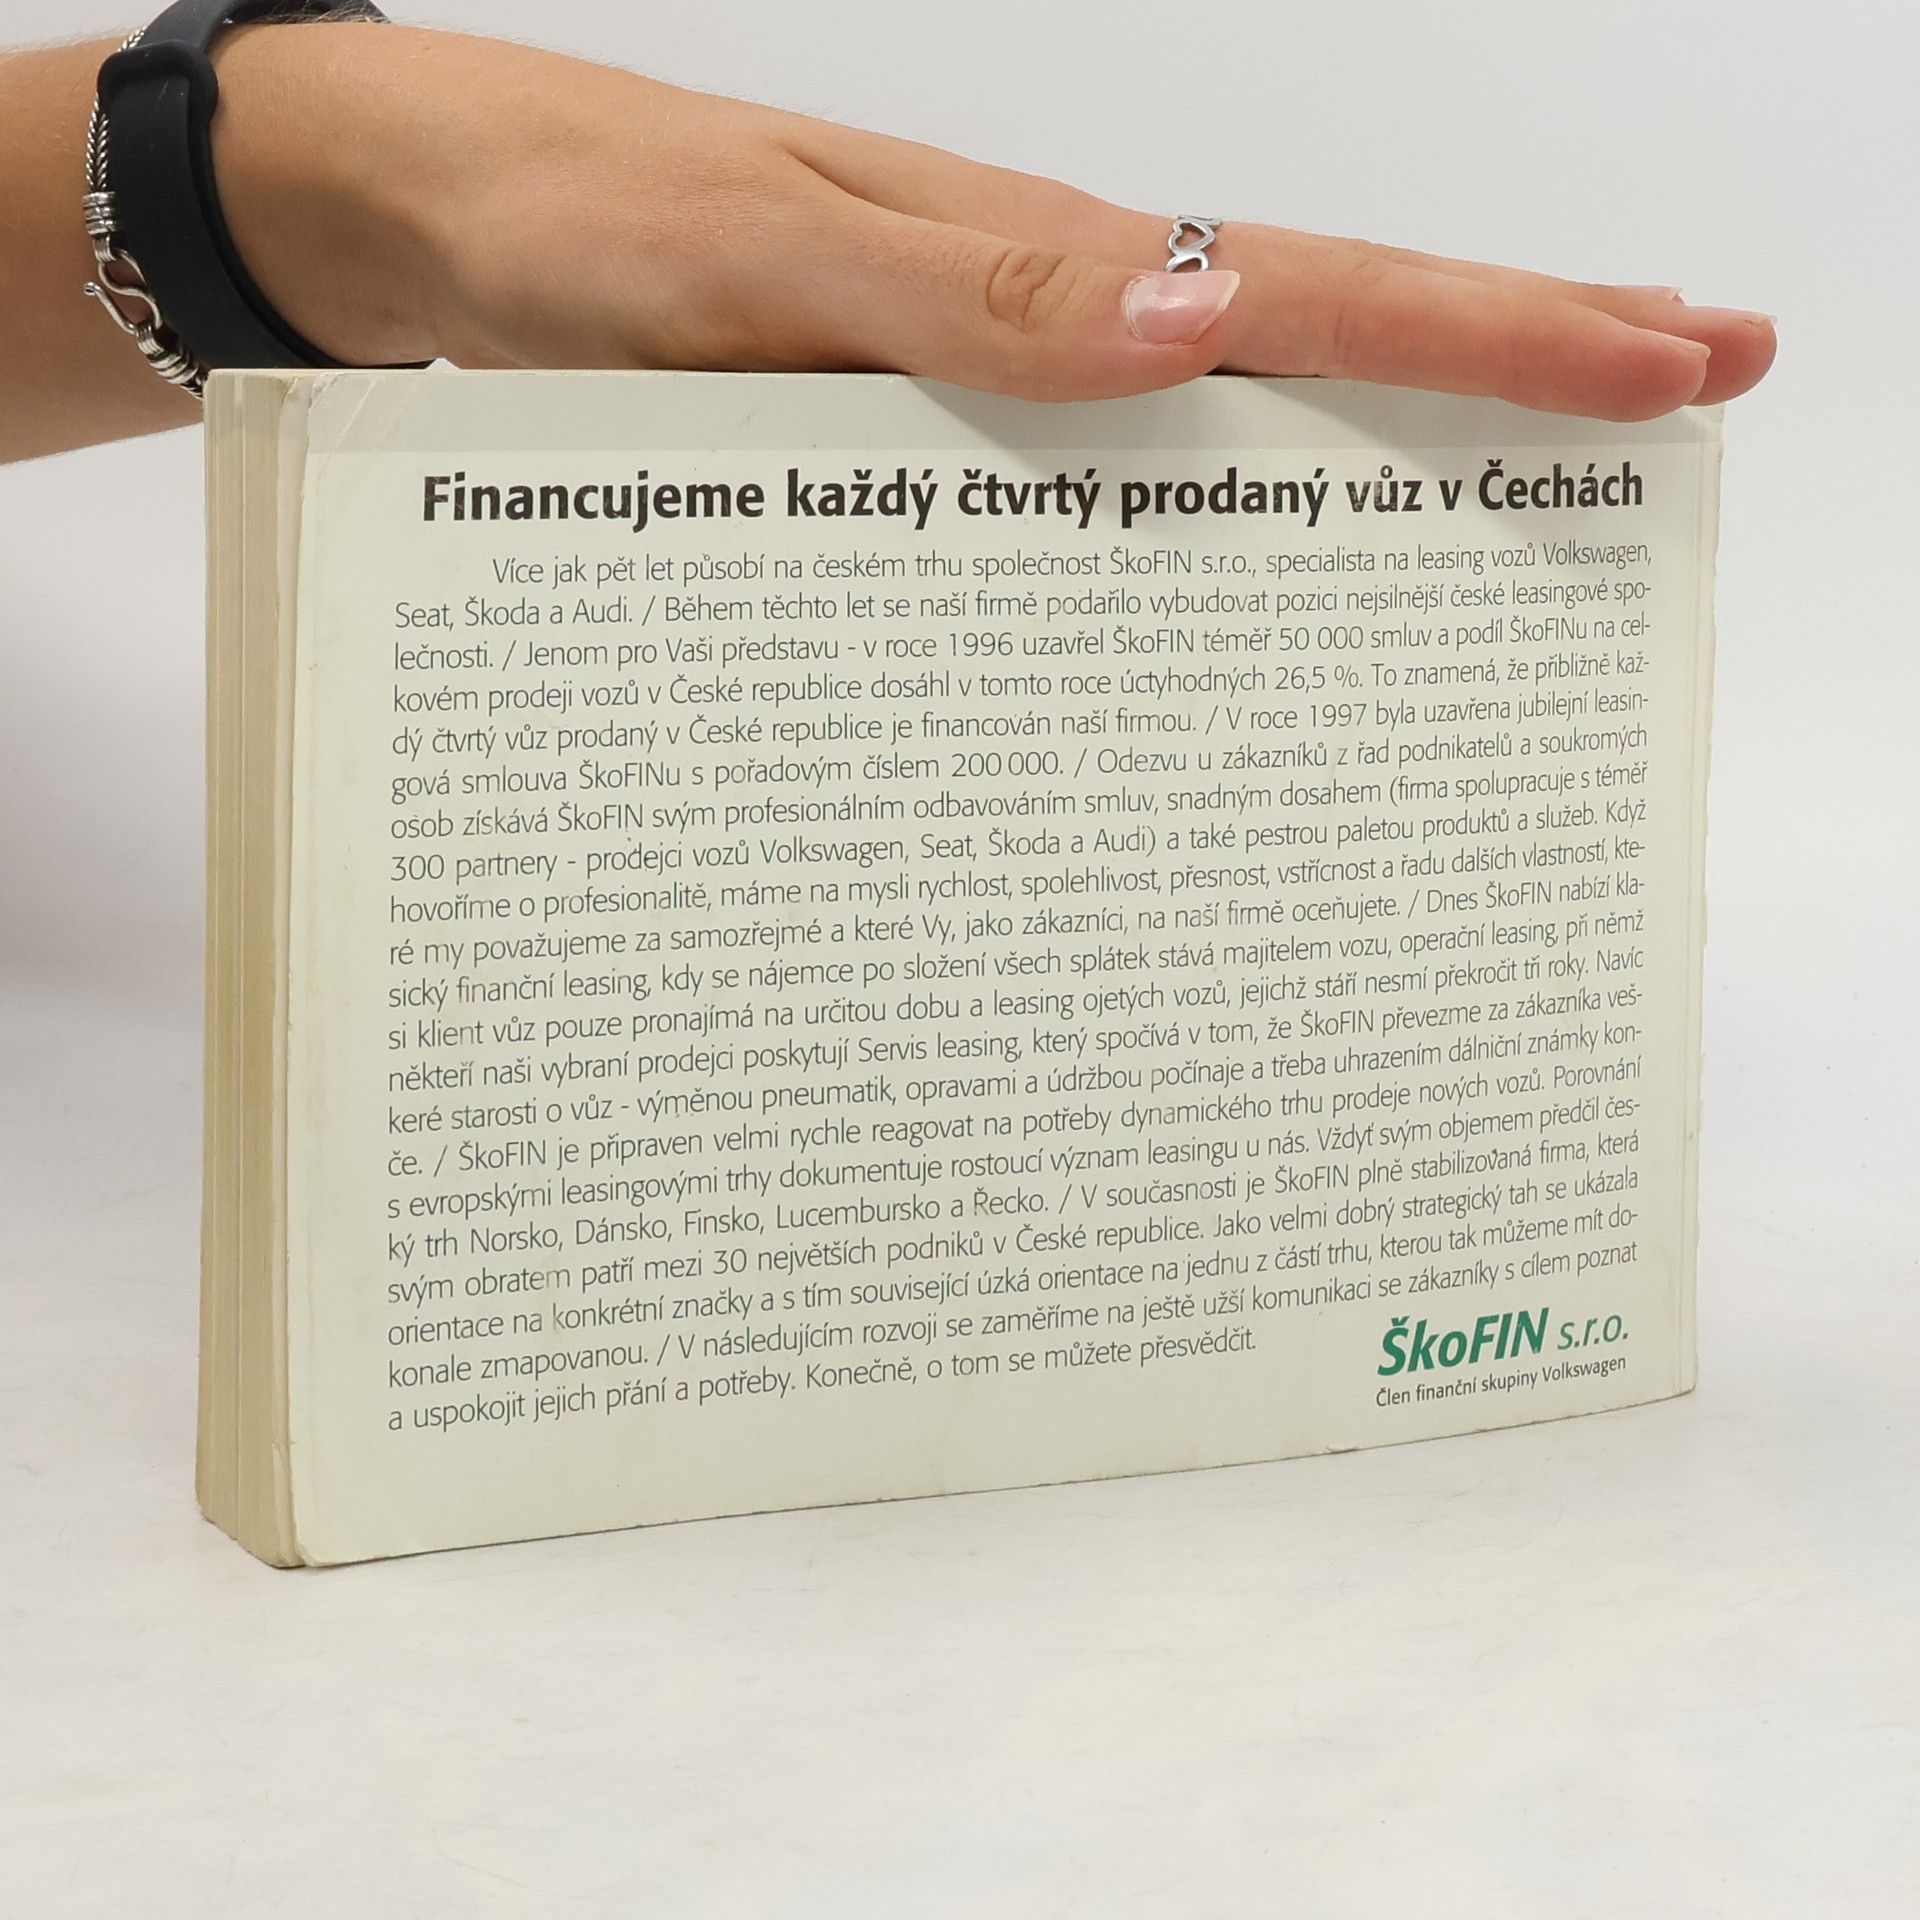 Financujeme každý čtvrtý prodaný vůz v Čechách
Více jak pět let působí na českém trhu společnost ŠkoFIN s.r.o., specialista na leasing vozů Volkswagen,
Seat, Škoda a Audi. / Během těchto let se naší firmě podařilo vybudovat pozici nejsilnější české leasingové spo-
lečnosti. / Jenom pro Vaši představu - v roce 1996 uzavřel ŠkoFIN téměř 50 000 smluv a podíl ŠkoFINu na cel-
kovém prodeji vozů v České republice dosáhl v tomto roce úctyhodných 26,5 %. To znamená, že přibližně kaž-
dý čtvrtý vůz prodaný v České republice je financován naší firmou. / V roce 1997 byla uzavřena jubilejní leasin-
gová smlouva ŠkoFINu s pořadovým číslem 200 000. / Odezvu u zákazníků z řad podnikatelů a soukromých
osob získává ŠkoFIN svým profesionálním odbavováním smluv, snadným dosahem (firma spolupracuje s téměř
300 partnery - prodejci vozů Volkswagen, Seat, Škoda a Audi) a také pestrou paletou produktů a služeb. Když
hovoříme o profesionalitě, máme na mysli rychlost, spolehlivost, přesnost, vstřícnost a řadu dalších vlastností, kte-
ré my považujeme za samozřejmé a které Vy, jako zákazníci, na naší firmě oceňujete. / Dnes ŠkoFIN nabízí kla-
sický finanční leasing, kdy se nájemce po složení všech splátek stává majitelem vozu, operační leasing, při němž
si klient vůz pouze pronajímá na určitou dobu a leasing ojetých vozů, jejichž stáří nesmí překročit tři roky. Navíc
někteří naši vybraní prodejci poskytují Servis leasing, který spočívá v tom, že ŠkoFIN převezme za zákazníka veš-
keré starosti o vůz - výměnou pneumatik, opravami a údržbou počínaje a třeba uhrazením dálniční známky kon-
če. / ŠkoFIN je připraven velmi rychle reagovat na potřeby dynamického trhu prodeje nových vozů. Porovnání
s evropskými leasingovými trhy dokumentuje rostoucí význam leasingu u nás. Vždyť svým objemem předčil čes-
ký trh Norsko, Dánsko, Finsko, Lucembursko a Řecko. / V současnosti je ŠkoFIN plně stabilizovaná firma, která
svým obratem patří mezi 30 největších podniků v České republice. Jako velmi dobrý strategický tah se ukázala
orientace na konkrétní značky a s tím související úzká orientace na jednu z částí trhu, kterou tak můžeme mít do-
konale zmapovanou. / V následujícím rozvoji se zaměříme na ještě užší komunikaci se zákazníky s cílem poznat
a uspokojit jejich přání a potřeby. Konečně, o tom se můžete přesvědčit.
ŠkoFIN s.r.o.
Člen finanční skupiny Volkswagen